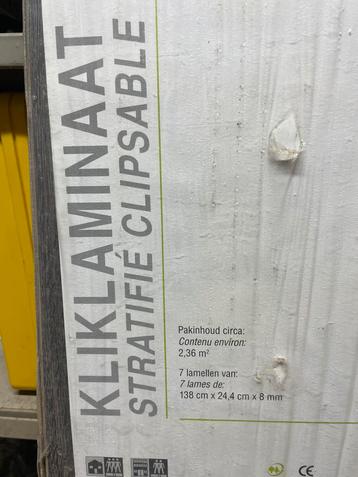 KLIKLAMINAAT
STRATIFIÉ CLIPSABLE
Pakinhoud circa:
Contenu environ:
2,36 m²
7 lamellen van:
7 lames de:
138 cm x 24,4 cm x 8 mm
CE